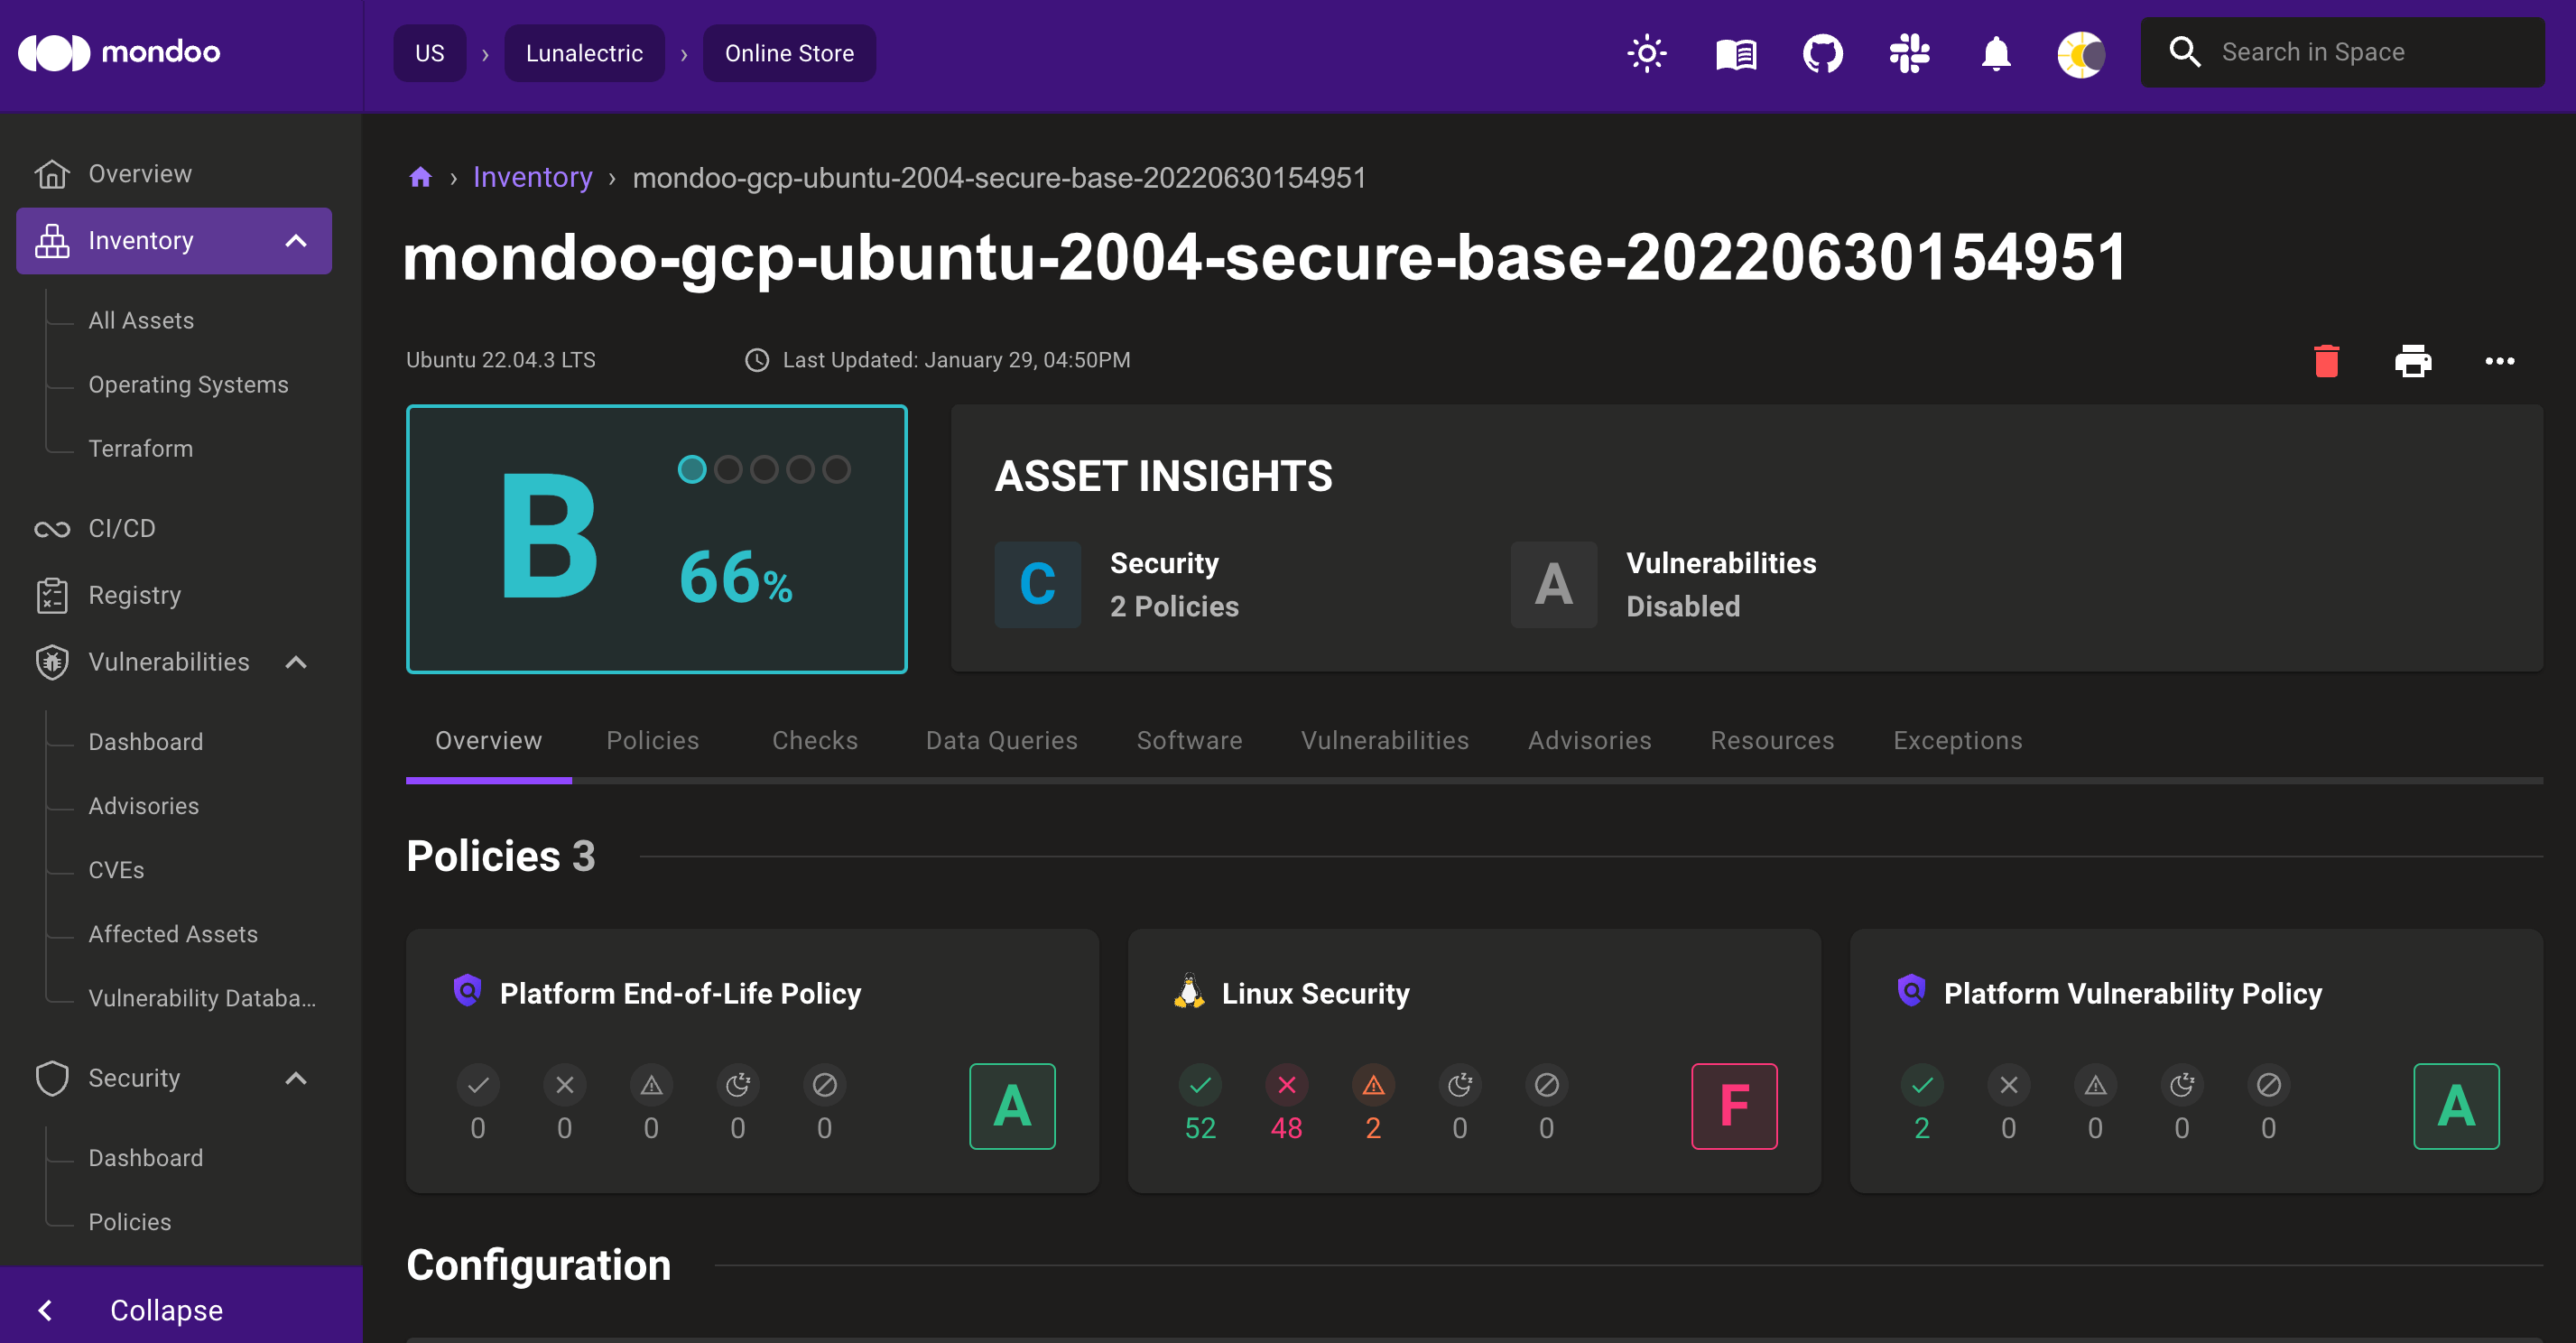 mondoo
US › Lunalectric › Online Store
Search in Space
Overview
Inventory
All Assets
Operating Systems
Terraform
CI/CD
Registry
Vulnerabilities
Dashboard
Advisories
CVEs
Affected Assets
Vulnerability Databa...
Security
Dashboard
Policies
Collapse
› Inventory › mondoo-gcp-ubuntu-2004-secure-base-20220630154951
mondoo-gcp-ubuntu-2004-secure-base-20220630154951
Ubuntu 22.04.3 LTS
Last Updated: January 29, 04:50PM
B
66%
ASSET INSIGHTS
C
Security
2 Policies
A
Vulnerabilities
Disabled
Overview Policies Checks Data Queries Software Vulnerabilities Advisories Resources Exceptions
Policies 3
Platform End-of-Life Policy
0 0 0 0 0
A
Linux Security
52 48 2 0 0
F
Platform Vulnerability Policy
2 0 0 0 0
A
Configuration